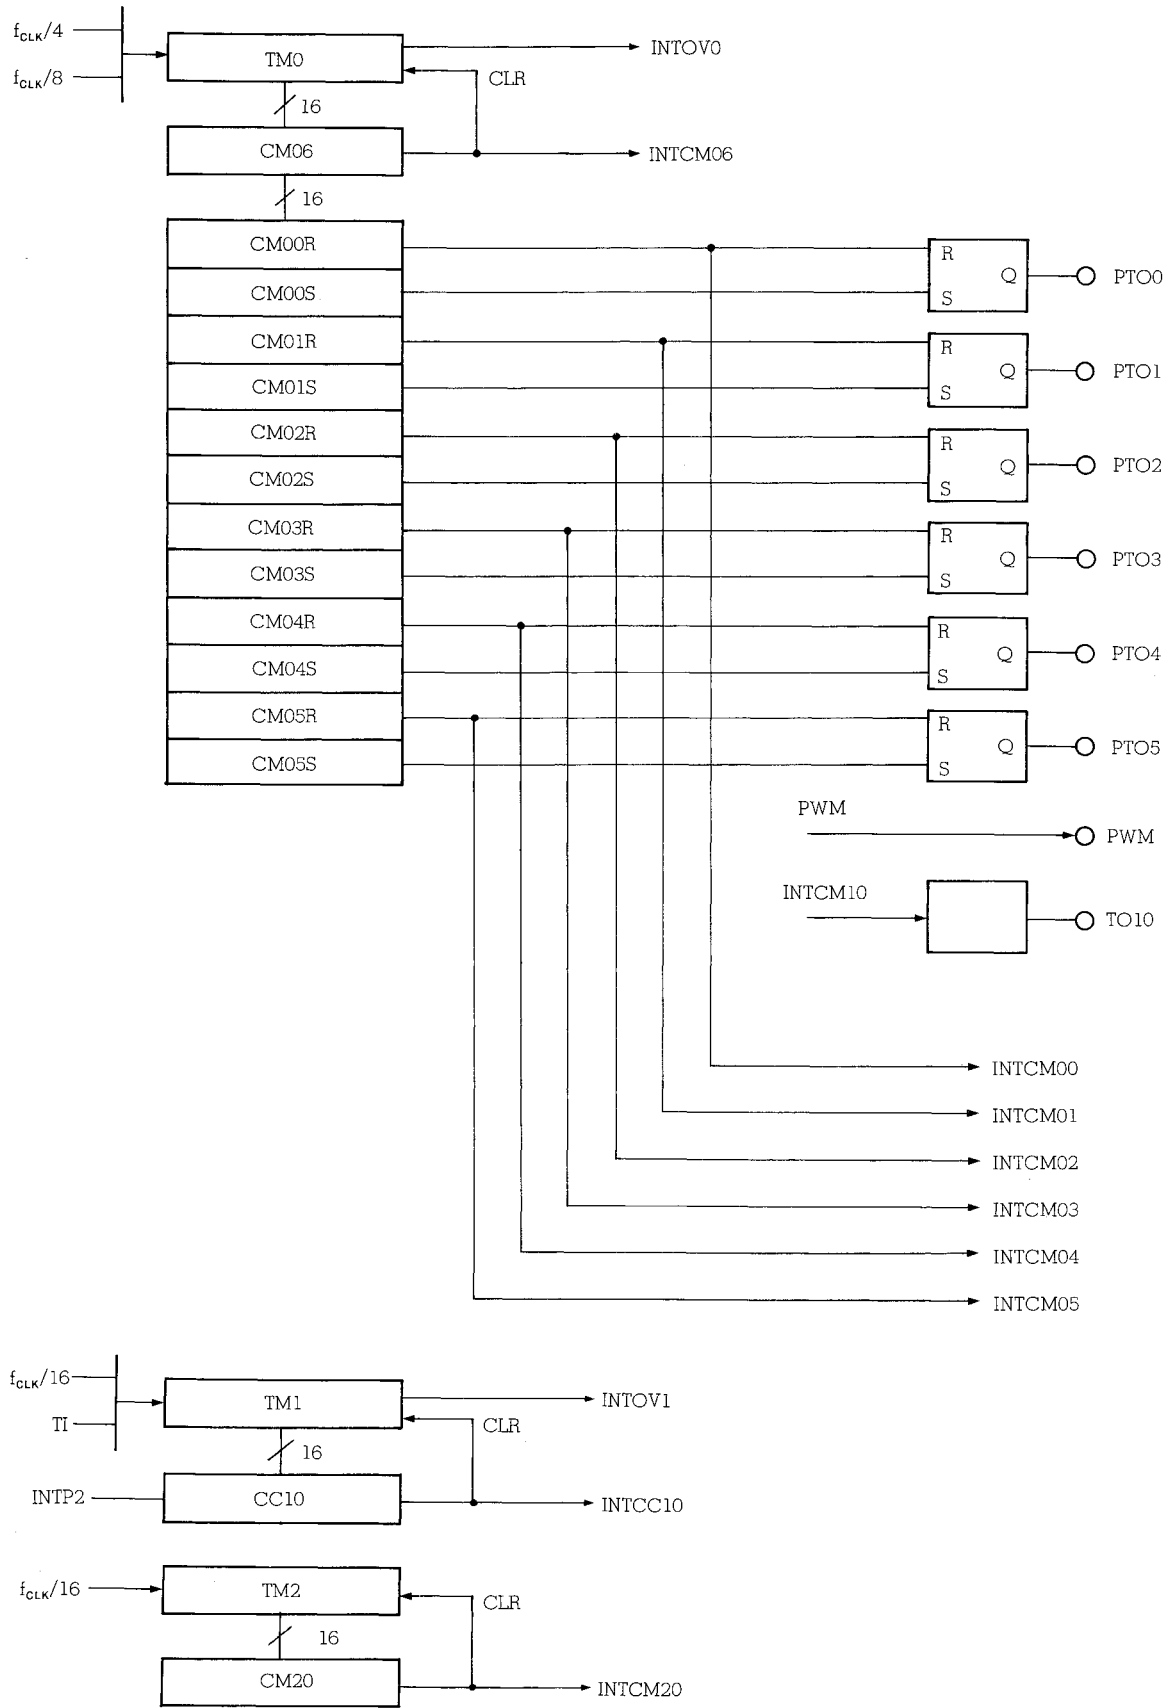 fCLK/4
TM0
INTOV0
fCLK/8
CLR
16
CM06
INTCM06
16
CM00R
R
Q
PTO0
CM00S
S
CM01R
R
Q
PTO1
CM01S
S
CM02R
R
Q
PTO2
CM02S
S
CM03R
R
Q
PTO3
CM03S
S
CM04R
R
Q
PTO4
CM04S
S
CM05R
R
Q
PTO5
CM05S
S
PWM
PWM
INTCM10
TO10
INTCM00
INTCM01
INTCM02
INTCM03
INTCM04
INTCM05
fCLK/16
TM1
INTOV1
TI
CLR
16
INTP2
CC10
INTCC10
fCLK/16
TM2
CLR
16
CM20
INTCM20